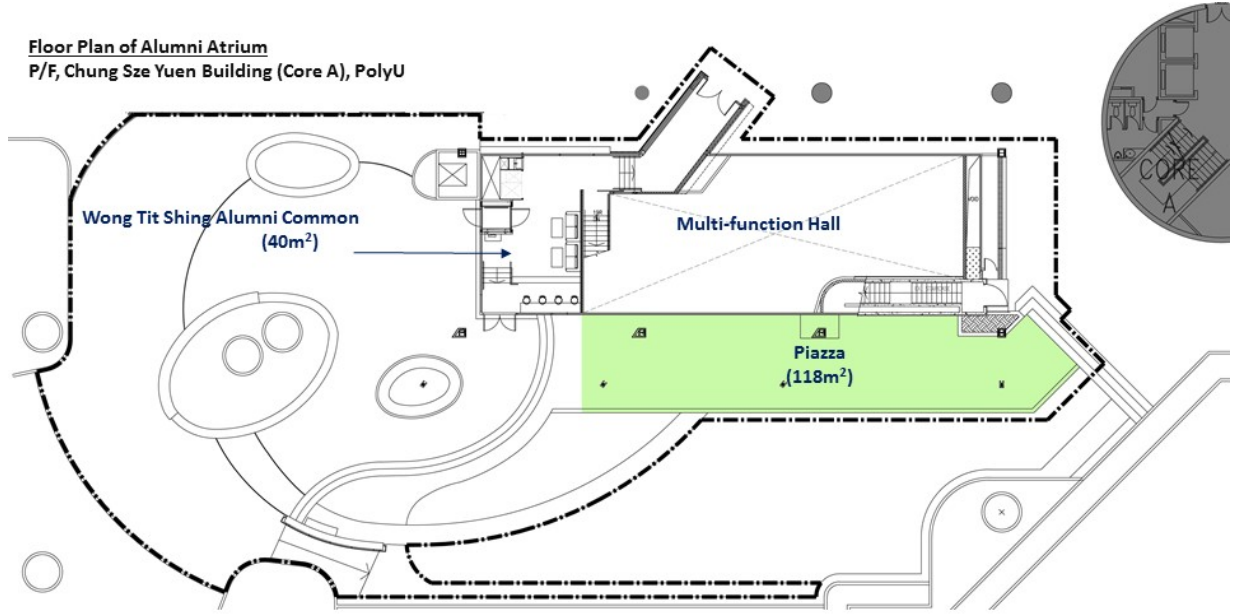 Floor Plan of Alumni Atrium
P/F, Chung Sze Yuen Building (Core A), PolyU
CORE
A
Wong Tit Shing Alumni Common
(40m²)
Multi-function Hall
Piazza
(118m²)